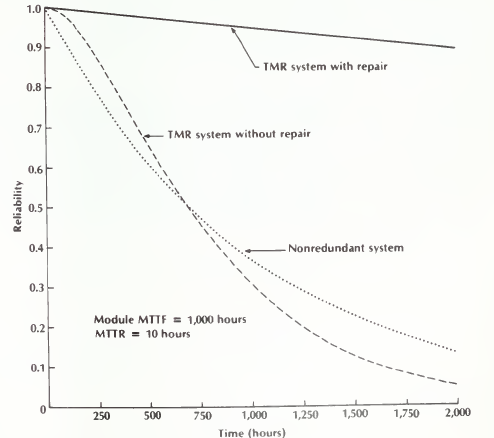 1.0
0.9
0.8
0.7
0.6
0.5
0.4
0.3
0.2
0.1
0
Reliability
TMR system with repair
TMR system without repair
Nonredundant system
Module MTTF = 1,000 hours
MTTR = 10 hours
250 500 750 1,000 1,250 1,500 1,750 2,000
Time (hours)